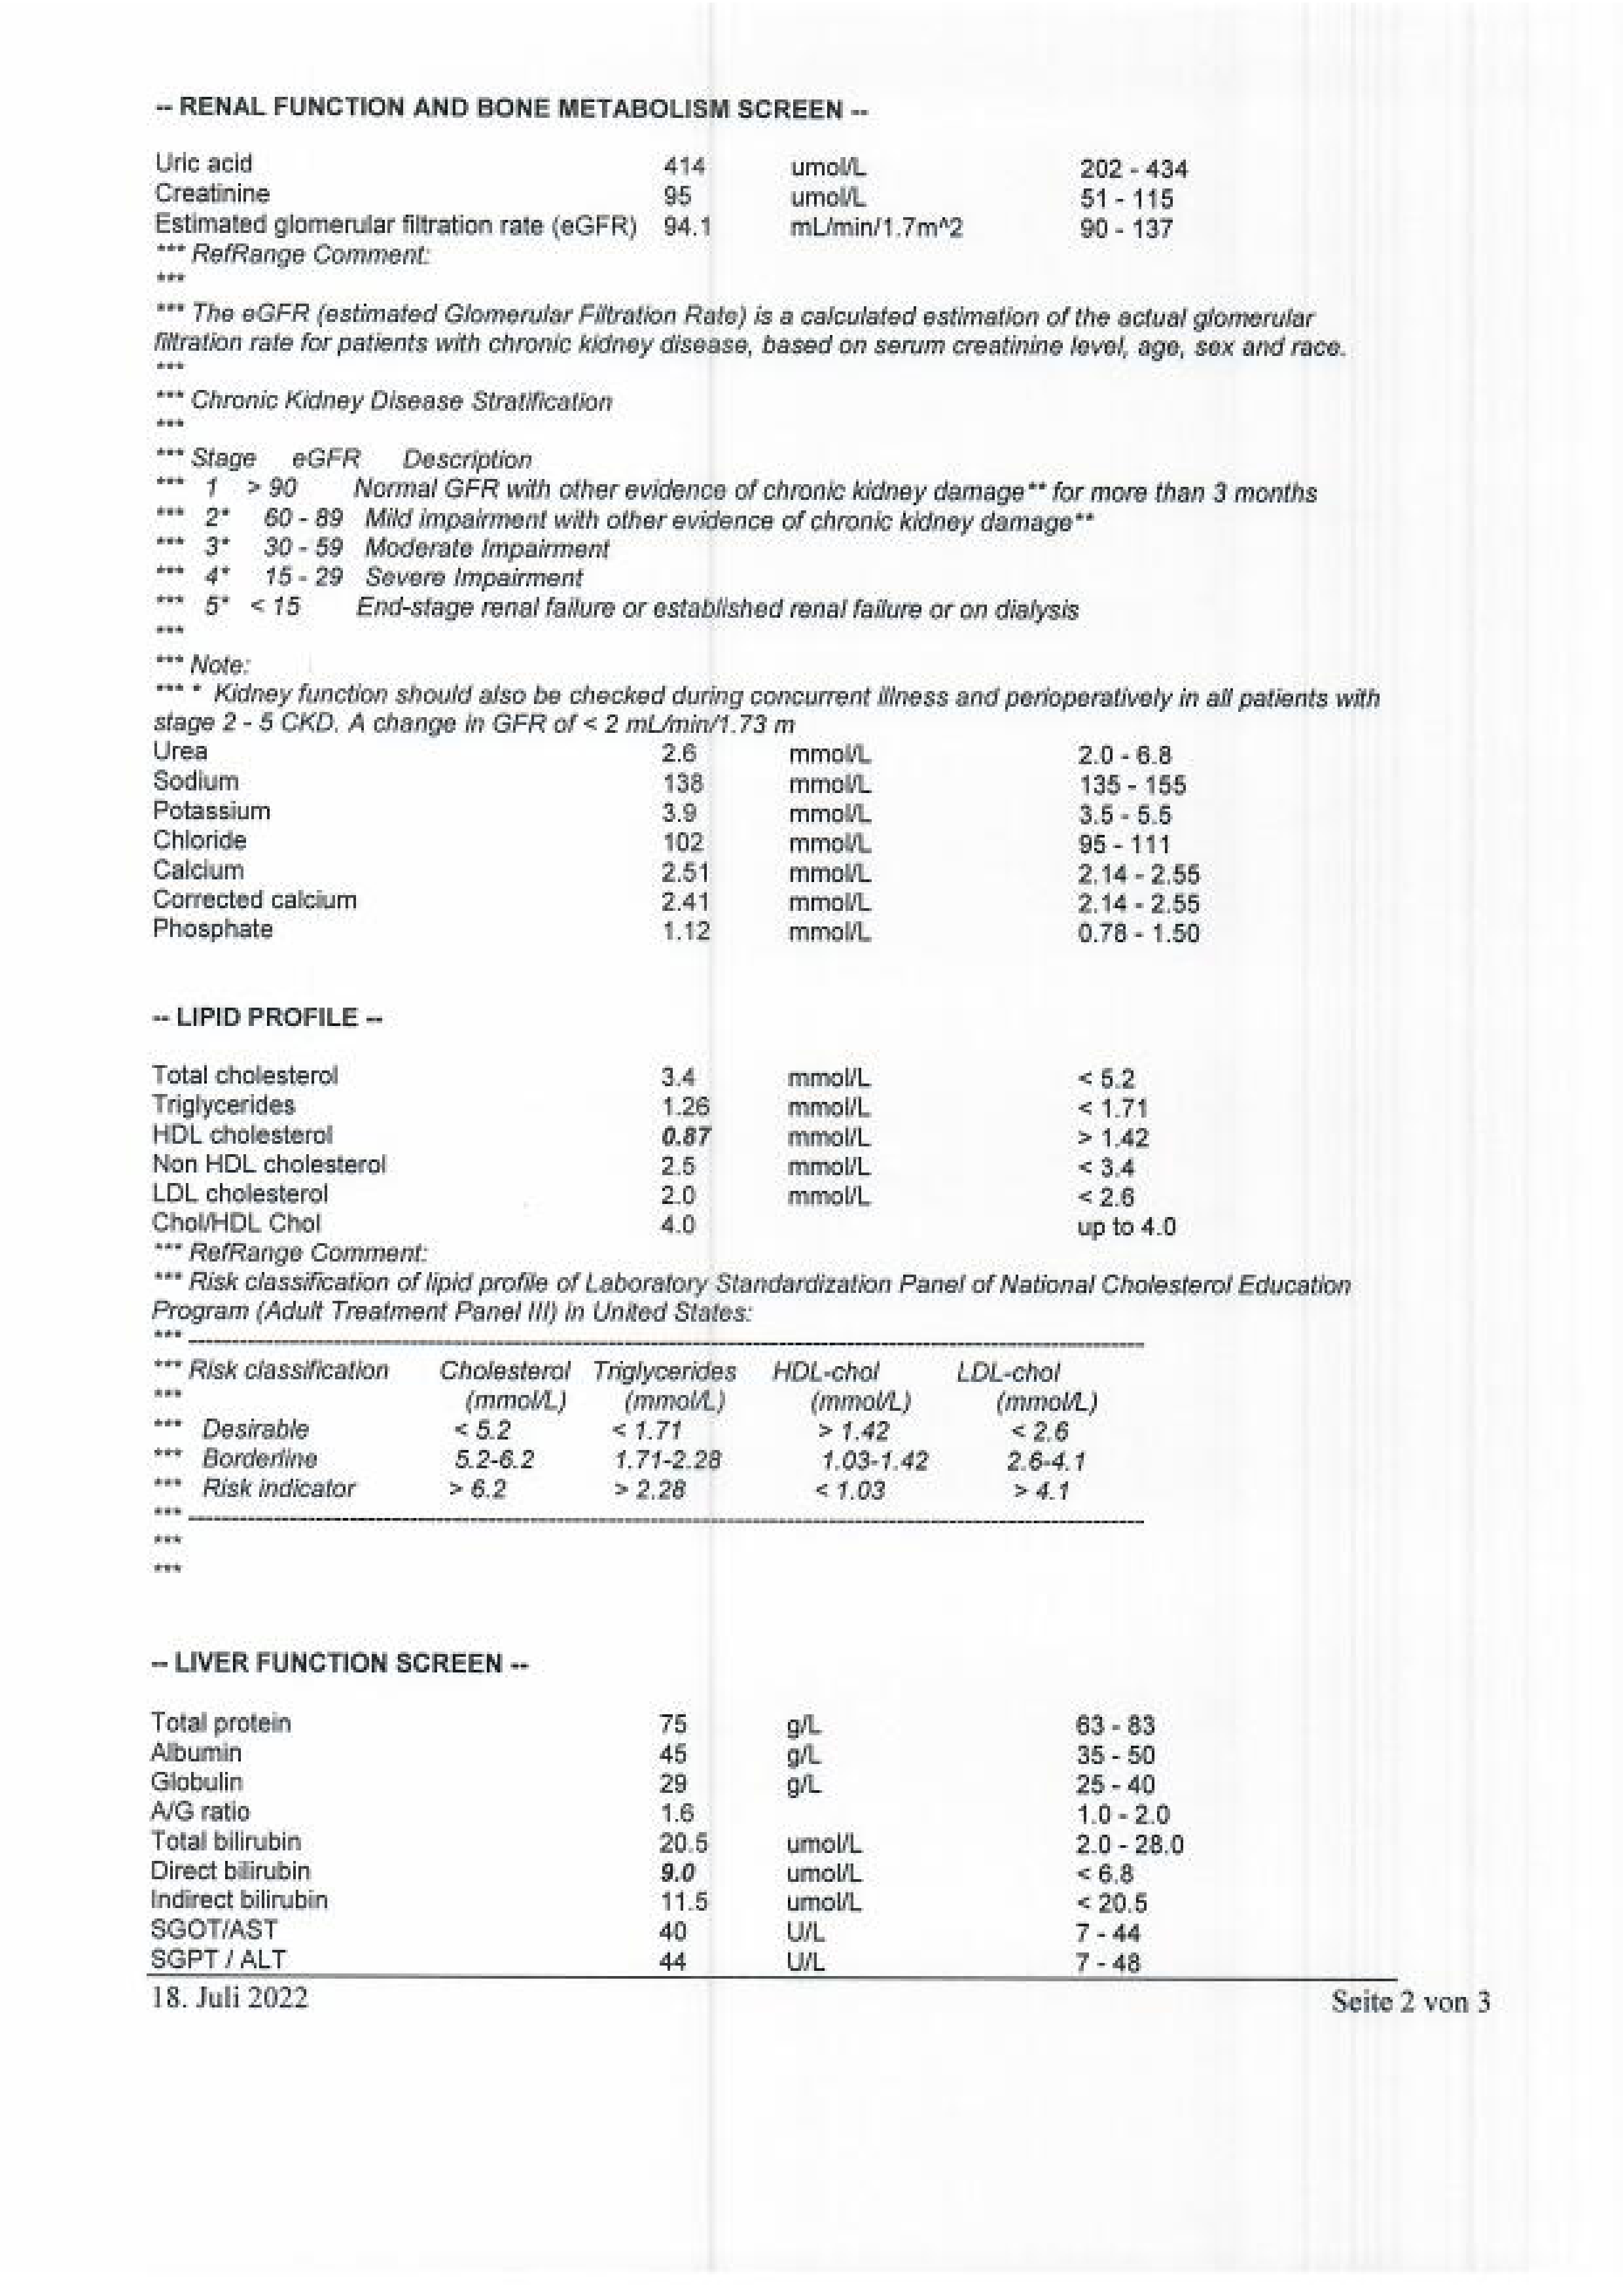 -- RENAL FUNCTION AND BONE METABOLISM SCREEN --
Uric acid 414 umol/L 202 - 434
Creatinine 95 umol/L 51 - 115
Estimated glomerular filtration rate (eGFR) 94.1 mL/min/1.7m^2 90 - 137
*** RefRange Comment:
***
*** The eGFR (estimated Glomerular Filtration Rate) is a calculated estimation of the actual glomerular
filtration rate for patients with chronic kidney disease, based on serum creatinine level, age, sex and race.
***
*** Chronic Kidney Disease Stratification
***
*** Stage eGFR Description
*** 1 > 90 Normal GFR with other evidence of chronic kidney damage** for more than 3 months
*** 2* 60 - 89 Mild impairment with other evidence of chronic kidney damage**
*** 3* 30 - 59 Moderate Impairment
*** 4* 15 - 29 Severe Impairment
*** 5* < 15 End-stage renal failure or established renal failure or on dialysis
***
*** Note:
*** * Kidney function should also be checked during concurrent illness and perioperatively in all patients with
stage 2 - 5 CKD. A change in GFR of < 2 mL/min/1.73 m
Urea 2.6 mmol/L 2.0 - 6.8
Sodium 138 mmol/L 135 - 155
Potassium 3.9 mmol/L 3.5 - 5.5
Chloride 102 mmol/L 95 - 111
Calcium 2.51 mmol/L 2.14 - 2.55
Corrected calcium 2.41 mmol/L 2.14 - 2.55
Phosphate 1.12 mmol/L 0.78 - 1.50
-- LIPID PROFILE --
Total cholesterol 3.4 mmol/L < 5.2
Triglycerides 1.26 mmol/L < 1.71
HDL cholesterol 0.87 mmol/L > 1.42
Non HDL cholesterol 2.5 mmol/L < 3.4
LDL cholesterol 2.0 mmol/L < 2.6
Chol/HDL Chol 4.0 up to 4.0
*** RefRange Comment:
*** Risk classification of lipid profile of Laboratory Standardization Panel of National Cholesterol Education
Program (Adult Treatment Panel III) in United States:
*** --------------------------------------------------
*** Risk classification Cholesterol Triglycerides HDL-chol LDL-chol
*** (mmol/L) (mmol/L) (mmol/L) (mmol/L)
*** Desirable < 5.2 < 1.71 > 1.42 < 2.6
*** Borderline 5.2-6.2 1.71-2.28 1.03-1.42 2.6-4.1
*** Risk indicator > 6.2 > 2.28 < 1.03 > 4.1
*** --------------------------------------------------
***
***
-- LIVER FUNCTION SCREEN --
Total protein 75 g/L 63 - 83
Albumin 45 g/L 35 - 50
Globulin 29 g/L 25 - 40
A/G ratio 1.6 1.0 - 2.0
Total bilirubin 20.5 umol/L 2.0 - 28.0
Direct bilirubin 9.0 umol/L < 6.8
Indirect bilirubin 11.5 umol/L < 20.5
SGOT/AST 40 U/L 7 - 44
SGPT / ALT 44 U/L 7 - 48
18. Juli 2022 Seite 2 von 3